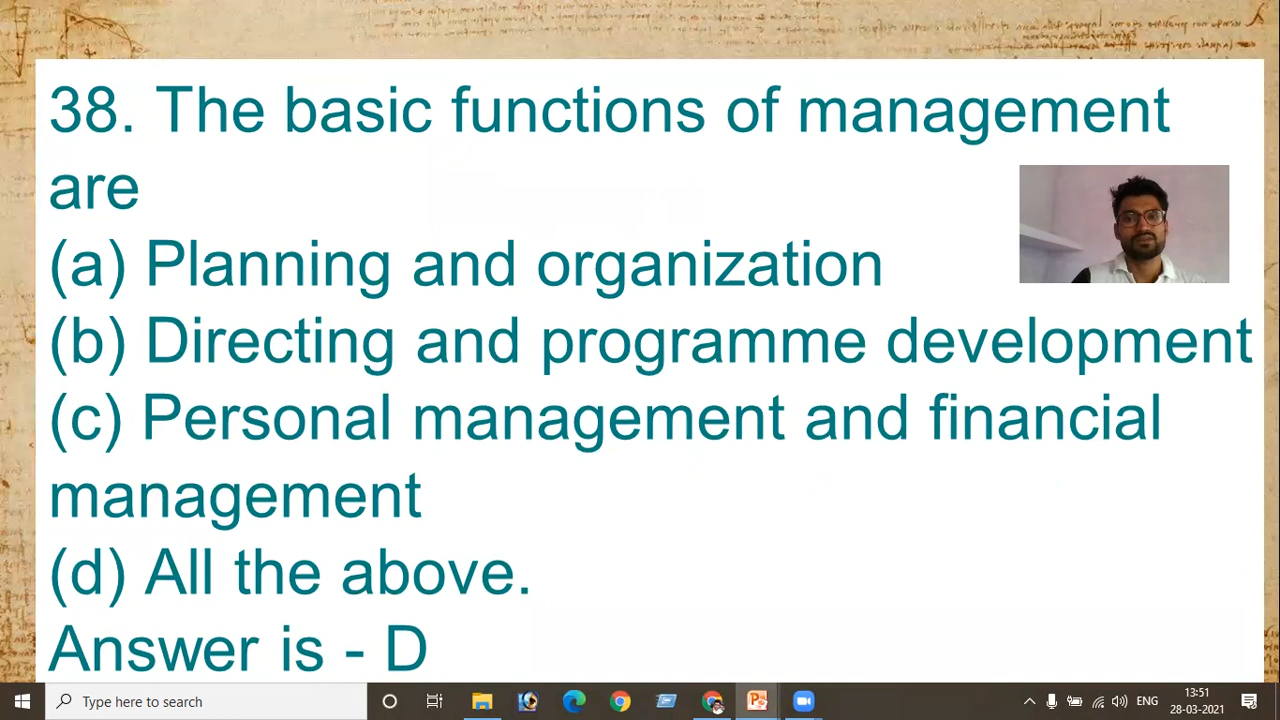 38. The basic functions of management
are
(a) Planning and organization
(b) Directing and programme development
(c) Personal management and financial
management
(d) All the above.
Answer is - D
Type here to search
ENG
13:51
28-03-2021